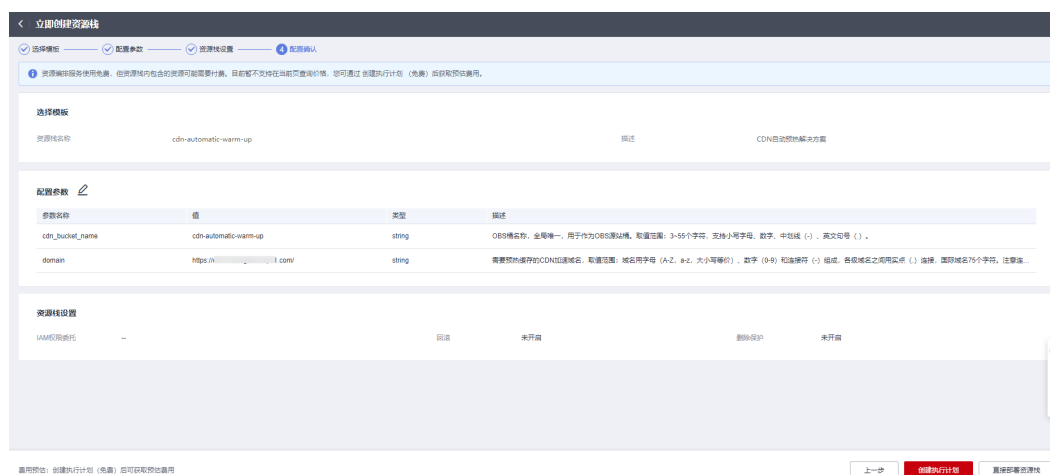 立即创建资源栈
选择模板 配置参数 资源栈设置 4 配置确认
资源编排服务使用免费，但资源栈内包含的资源可能需要付费。目前暂不支持在当前页查询价格，您可通过 创建执行计划 （免费）后获取预估费用。
选择模板
资源栈名称 cdn-automatic-warm-up 描述 CDN自动预热解决方案
配置参数
参数名称 值 类型 描述
cdn_bucket_name cdn-automatic-warm-up string OBS桶名称，全局唯一，用于作为OBS源站桶。取值范围：3~55个字符，支持小写字母、数字、中划线（-）、英文句号（.）。
domain https:// .com/ string 需要预热缓存的CDN加速域名，取值范围：域名用字母（A-Z，a-z，大小写等价）、数字（0-9）和连接符（-）组成，各级域名之间用实点（.）连接，国际域名75个字符。注意连...
资源栈设置
IAM权限委托 -- 回滚 未开启 删除保护 未开启
费用预估：创建执行计划（免费）后可获取预估费用 上一步 创建执行计划 直接部署资源栈